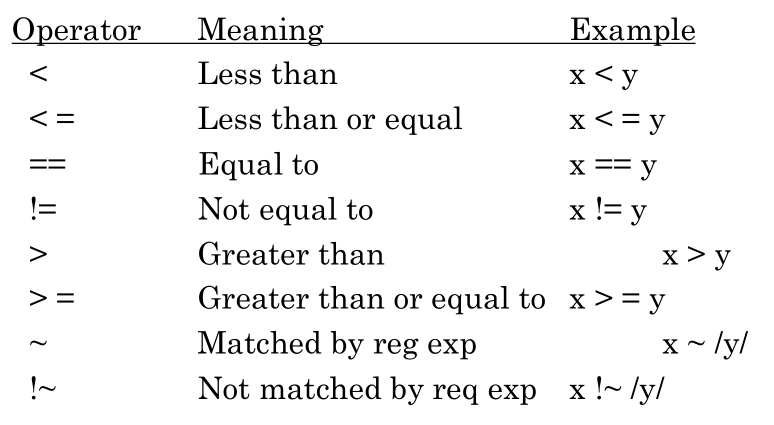 Operator Meaning Example
< Less than x < y
< = Less than or equal x < = y
== Equal to x == y
!= Not equal to x != y
> Greater than x > y
> = Greater than or equal to x > = y
~ Matched by reg exp x ~ /y/
!~ Not matched by req exp x !~ /y/